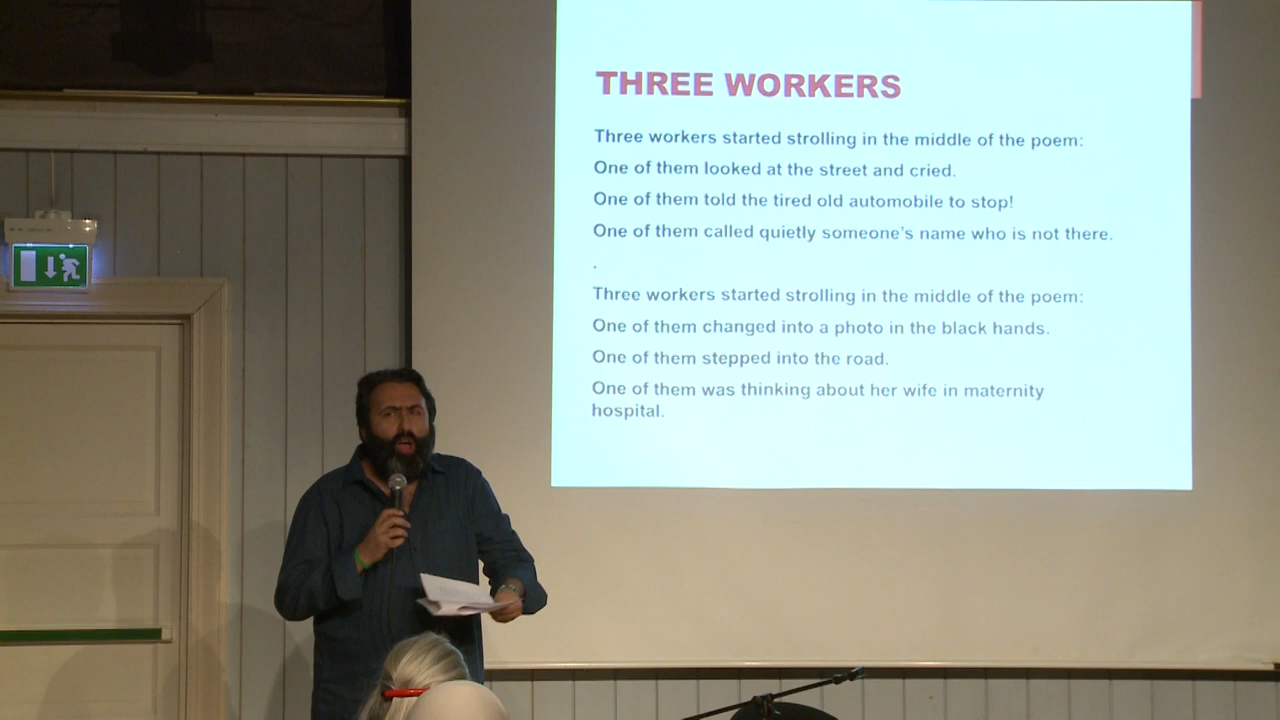 THREE WORKERS
Three workers started strolling in the middle of the poem:
One of them looked at the street and cried.
One of them told the tired old automobile to stop!
One of them called quietly someone's name who is not there.
.
Three workers started strolling in the middle of the poem:
One of them changed into a photo in the black hands.
One of them stepped into the road.
One of them was thinking about her wife in maternity
hospital.